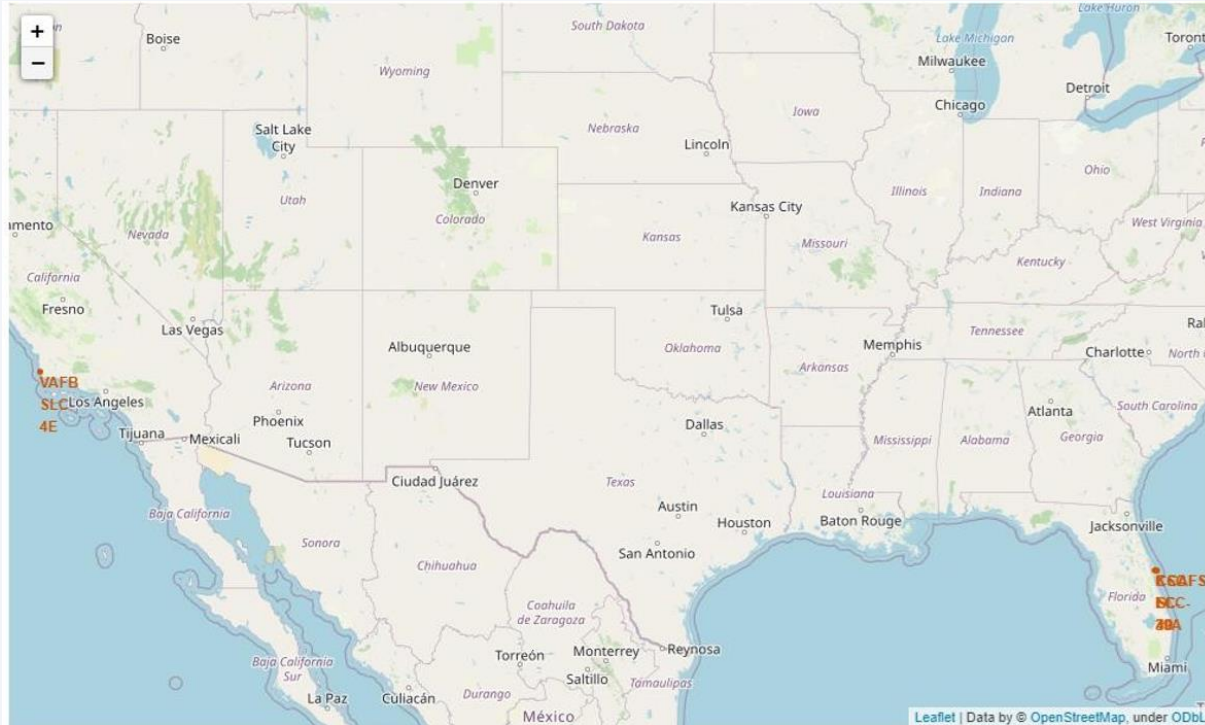 +
−
Boise
South Dakota
Lake Huron
Lake Michigan
Toront
Milwaukee
Wyoming
Detroit
Chicago
Iowa
Salt Lake
City
Nebraska
Lincoln
Ohio
Denver
Illinois
Indiana
Utah
Kansas City
Colorado
amento
Nevada
Kansas
West Virginia
Missouri
California
Kentucky
Fresno
Tulsa
Las Vegas
Ral
Tennessee
Albuquerque
Oklahoma
Memphis
Charlotte
North
Arkansas
VAFB
SLC-
4E
Arizona
New Mexico
Los Angeles
South Carolina
Atlanta
Phoenix
Dallas
Tijuana
Mexicali
Tucson
Mississippi
Alabama
Georgia
Ciudad Juárez
Texas
Louisiana
Austin
Baja California
Houston
Baton Rouge
Jacksonville
Sonora
San Antonio
Chihuahua
Florida
Coahuila
de Zaragoza
Torreón
Monterrey
Reynosa
Baja California
Sur
Saltillo
Miami
Tamaulipas
La Paz
Culiacán
Durango
México
Leaflet | Data by © OpenStreetMap, under ODbL